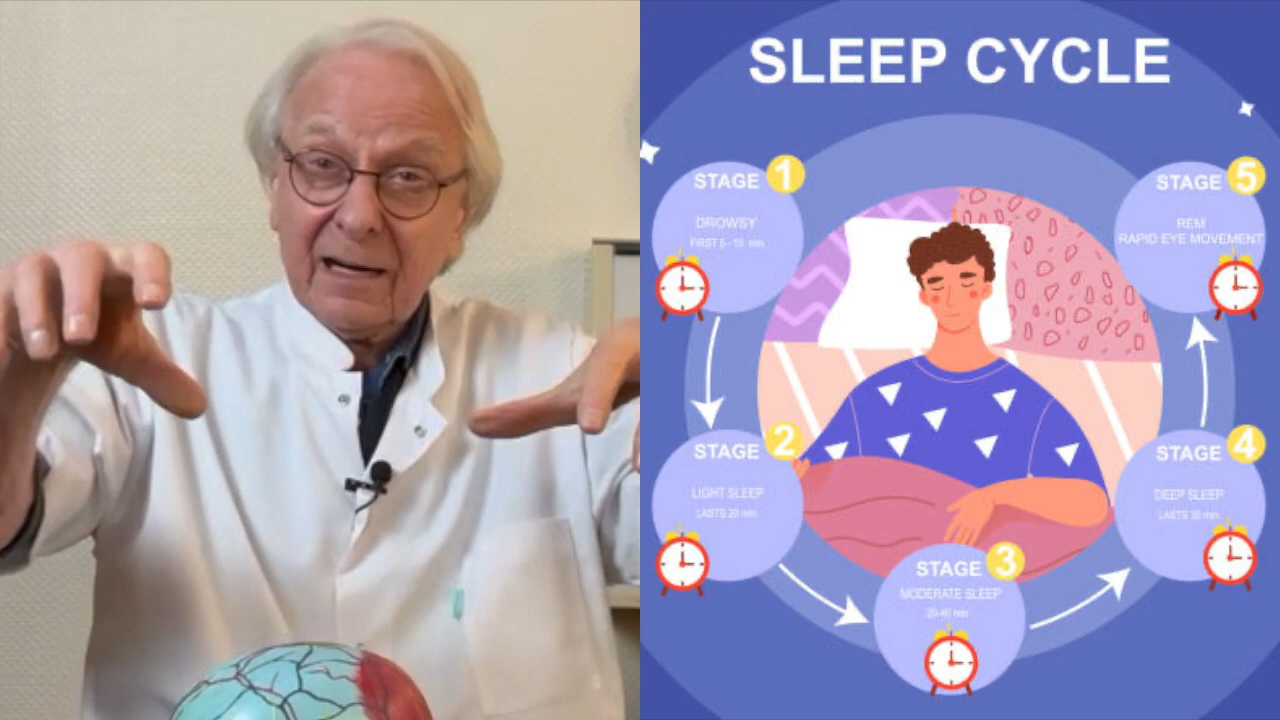 SLEEP CYCLE
STAGE 1
DROWSY
FIRST 5 - 15 min.
STAGE 2
LIGHT SLEEP
LASTS 20 min.
STAGE 3
MODERATE SLEEP
20-40 min
STAGE 4
DEEP SLEEP
LASTS 30 min.
STAGE 5
REM
RAPID EYE MOVEMENT